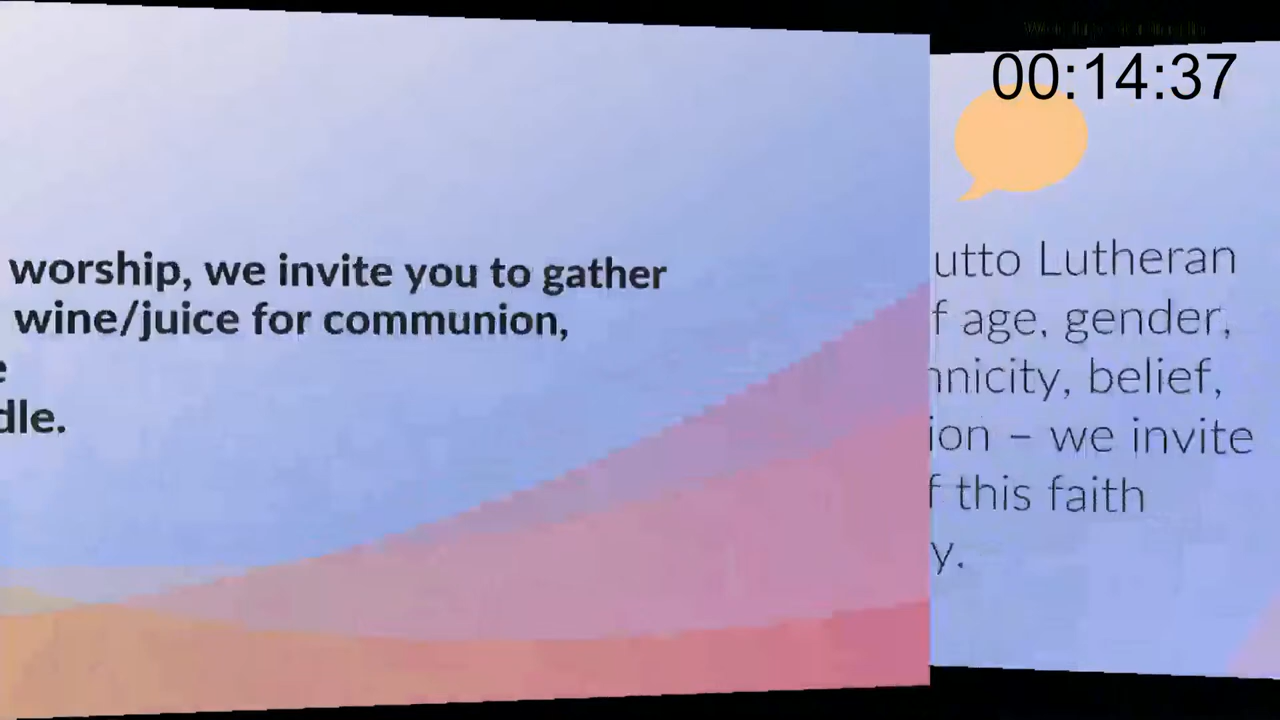 worship, we invite you to gather
wine/juice for communion,
e
dle.
00:14:37
utto Lutheran
f age, gender,
hnicity, belief,
ion – we invite
f this faith
y.